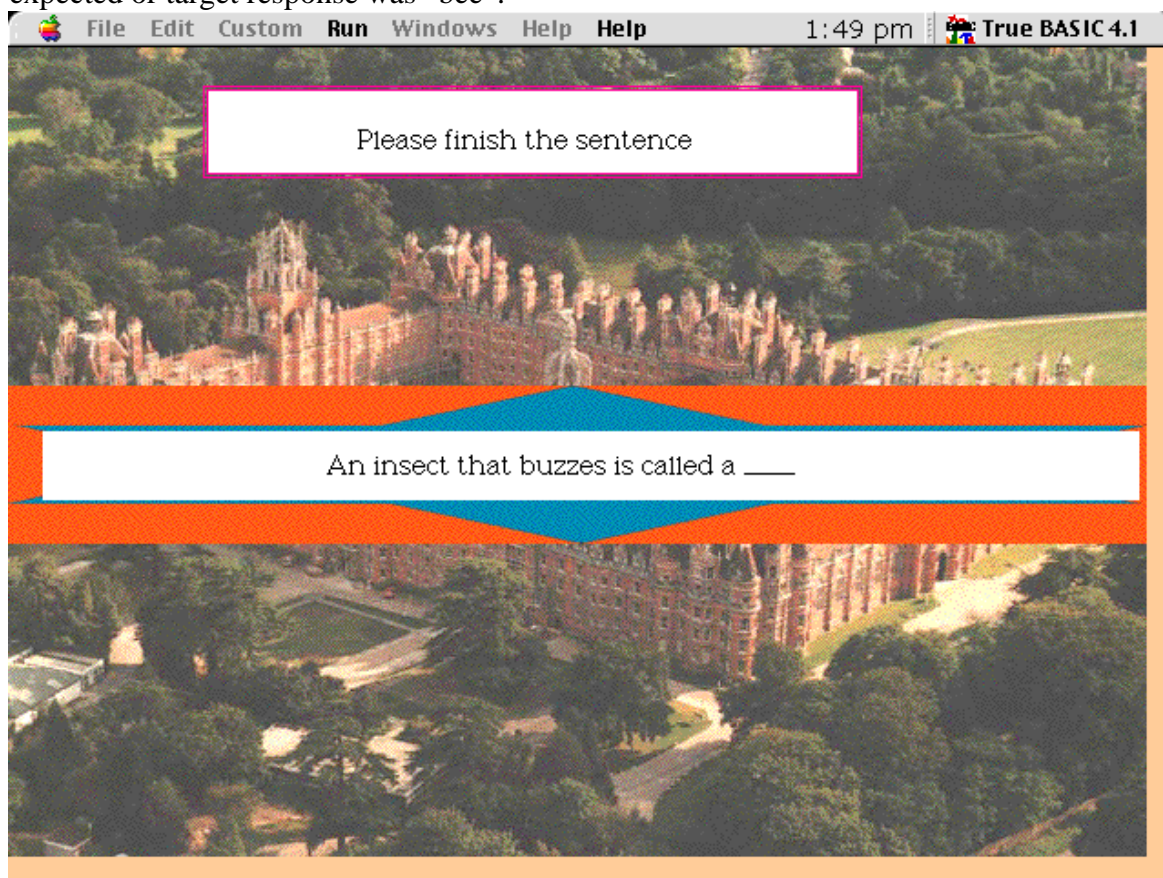 expected or target response was "bee".
File Edit Custom Run Windows Help Help 1:49 pm True BASIC 4.1
Please finish the sentence
An insect that buzzes is called a ____